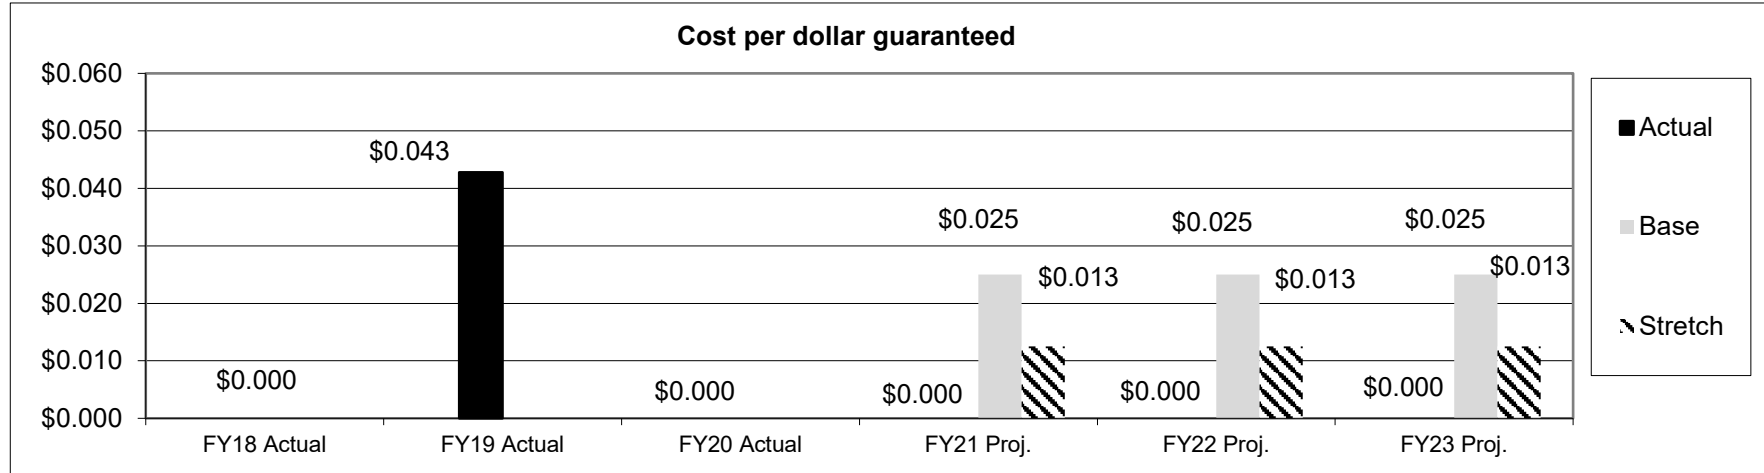 Cost per dollar guaranteed
$0.060
$0.050
$0.040
$0.030
$0.020
$0.010
$0.000
$0.000
$0.043
$0.000
$0.000
$0.025
$0.013
$0.000
$0.025
$0.013
$0.000
$0.025
$0.013
FY18 Actual
FY19 Actual
FY20 Actual
FY21 Proj.
FY22 Proj.
FY23 Proj.
Actual
Base
Stretch